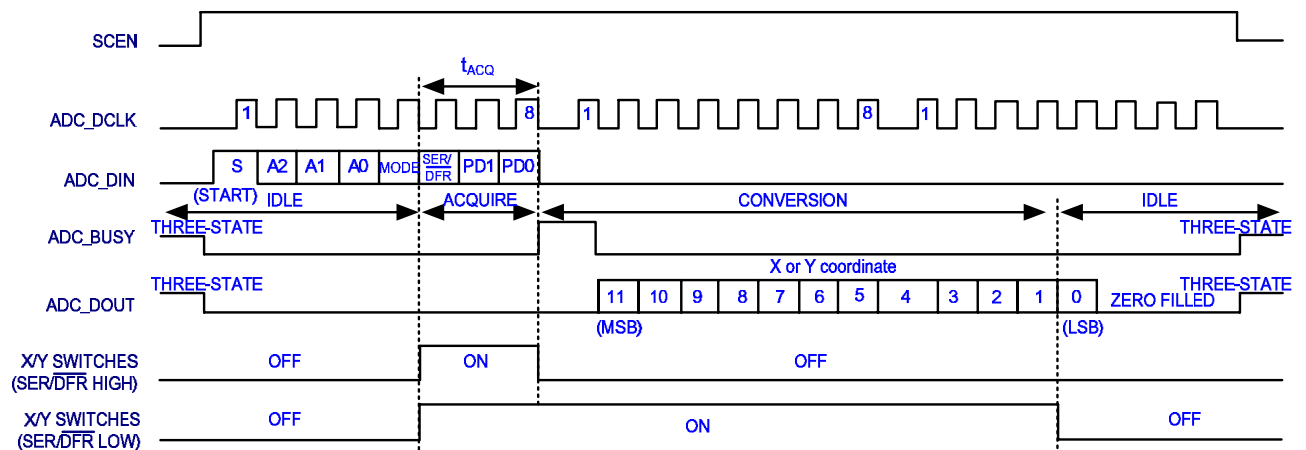 SCEN
tACQ
ADC_DCLK 1 8 1 8 1
ADC_DIN S A2 A1 A0 MODE SER/DFR PD1 PD0
(START) IDLE ACQUIRE CONVERSION IDLE
THREE-STATE THREE-STATE
ADC_BUSY
X or Y coordinate
THREE-STATE THREE-STATE
ADC_DOUT 11 10 9 8 7 6 5 4 3 2 1 0 ZERO FILLED
(MSB) (LSB)
X/Y SWITCHES OFF ON OFF
(SER/DFR HIGH)
X/Y SWITCHES OFF ON OFF
(SER/DFR LOW)